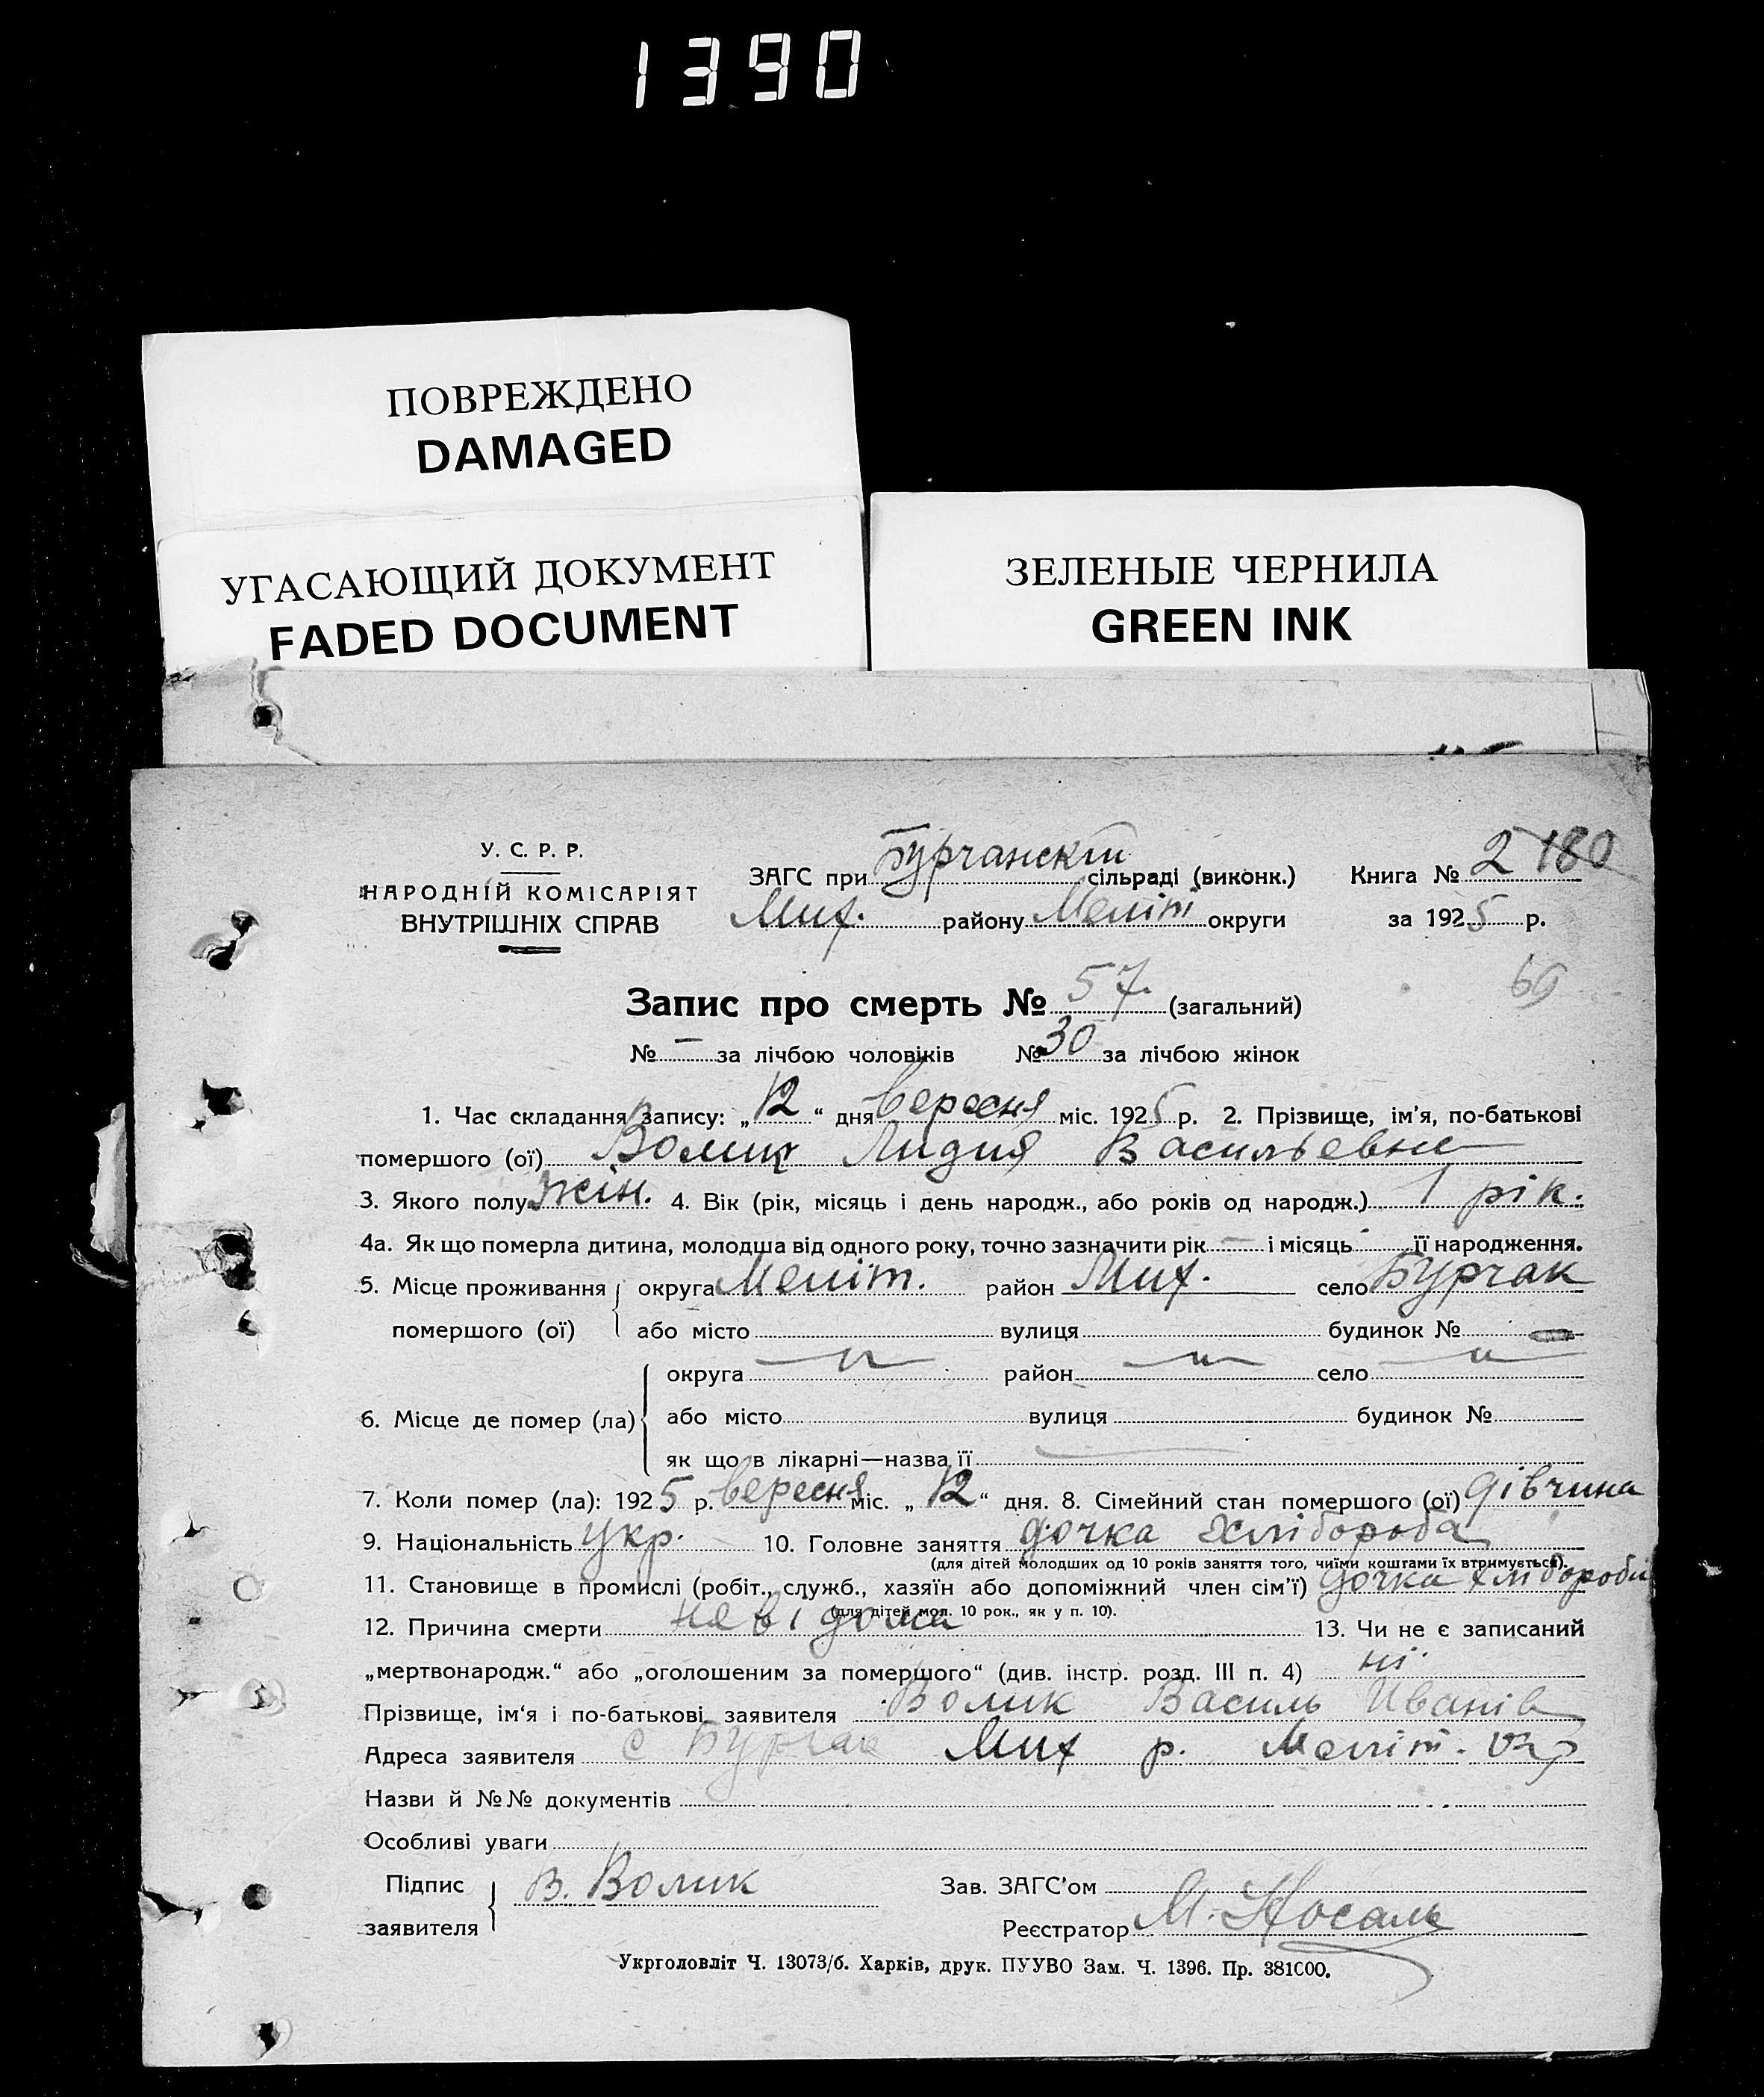 1390
ПОВРЕЖДЕНО
DAMAGED
УГАСАЮЩИЙ ДОКУМЕНТ
FADED DOCUMENT
ЗЕЛЕНЫЕ ЧЕРНИЛА
GREEN INK
У. С. Р. Р.
НАРОДНІЙ КОМІСАРІЯТ
ВНУТРІШНІХ СПРАВ
ЗАГС при Бурчанскій сільраді (виконк.)
Мих. району Меліт округи
Книга № 2 180
за 1925 р.
69
Запис про смерть № 57. (загальний)
№ — за лічбою чоловіків № 30 за лічбою жінок
1. Час складання запису: „12“ дня вересня міс. 1925 р. 2. Прізвище, ім'я, по-батькові
помершого (ої) Волик Лидия Васильевна
3. Якого полу жін. 4. Вік (рік, місяць і день народж., або років од народж.) 1 рік.
4а. Як що померла дитина, молодша від одного року, точно зазначити рік — і місяць - її народження.
5. Місце проживання помершого (ої) округа Меліт. район Мих. село Бурчак
або місто вулиця будинок № —
6. Місце де помер (ла) округа —"— район —"— село —"—
або місто вулиця будинок №
як що в лікарні—назва її —
7. Коли помер (ла): 1925 р. вересня міс. „12“ дня. 8. Сімейний стан помершого (ої) дівчина
9. Національність укр. 10. Головне заняття дочка хлібороба
(для дітей молодших од 10 років заняття того, чиїми коштами їх втримується).
11. Становище в промислі (робіт., служб., хазяїн або допоміжний член сім'ї) дочка хлібороба
(для дітей мол. 10 рок., як у п. 10).
12. Причина смерти невідома 13. Чи не є записаний
„мертвонародж.“ або „оголошеним за помершого“ (див. інстр. розд. III п. 4) ні.
Прізвище, ім'я і по-батькові заявителя Волик Василь Иванів
Адреса заявителя с Бурчак Мих р. Меліт. окр
Назви й №№ документів
Особливі уваги
Підпис заявителя В. Волик
Зав. ЗАГС'ом
Реєстратор М. Носаль
Укрголовліт Ч. 13073/б. Харків, друк. ПУУВО Зам. Ч. 1396. Пр. 381000.